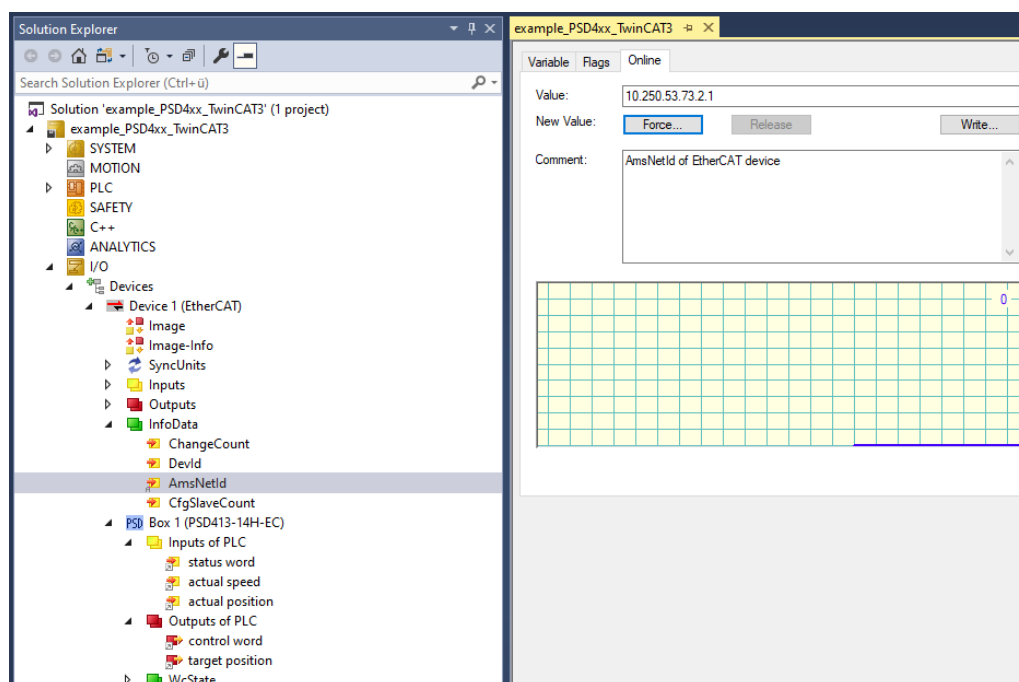 Solution Explorer
Search Solution Explorer (Ctrl+ü)
Solution 'example_PSD4xx_TwinCAT3' (1 project)
example_PSD4xx_TwinCAT3
SYSTEM
MOTION
PLC
SAFETY
C++
ANALYTICS
I/O
Devices
Device 1 (EtherCAT)
Image
Image-Info
SyncUnits
Inputs
Outputs
InfoData
ChangeCount
DevId
AmsNetId
CfgSlaveCount
PSD Box 1 (PSD413-14H-EC)
Inputs of PLC
status word
actual speed
actual position
Outputs of PLC
control word
target position
WcState
example_PSD4xx_TwinCAT3
Variable Flags Online
Value: 10.250.53.73.2.1
New Value: Force... Release Write...
Comment: AmsNetId of EtherCAT device
0